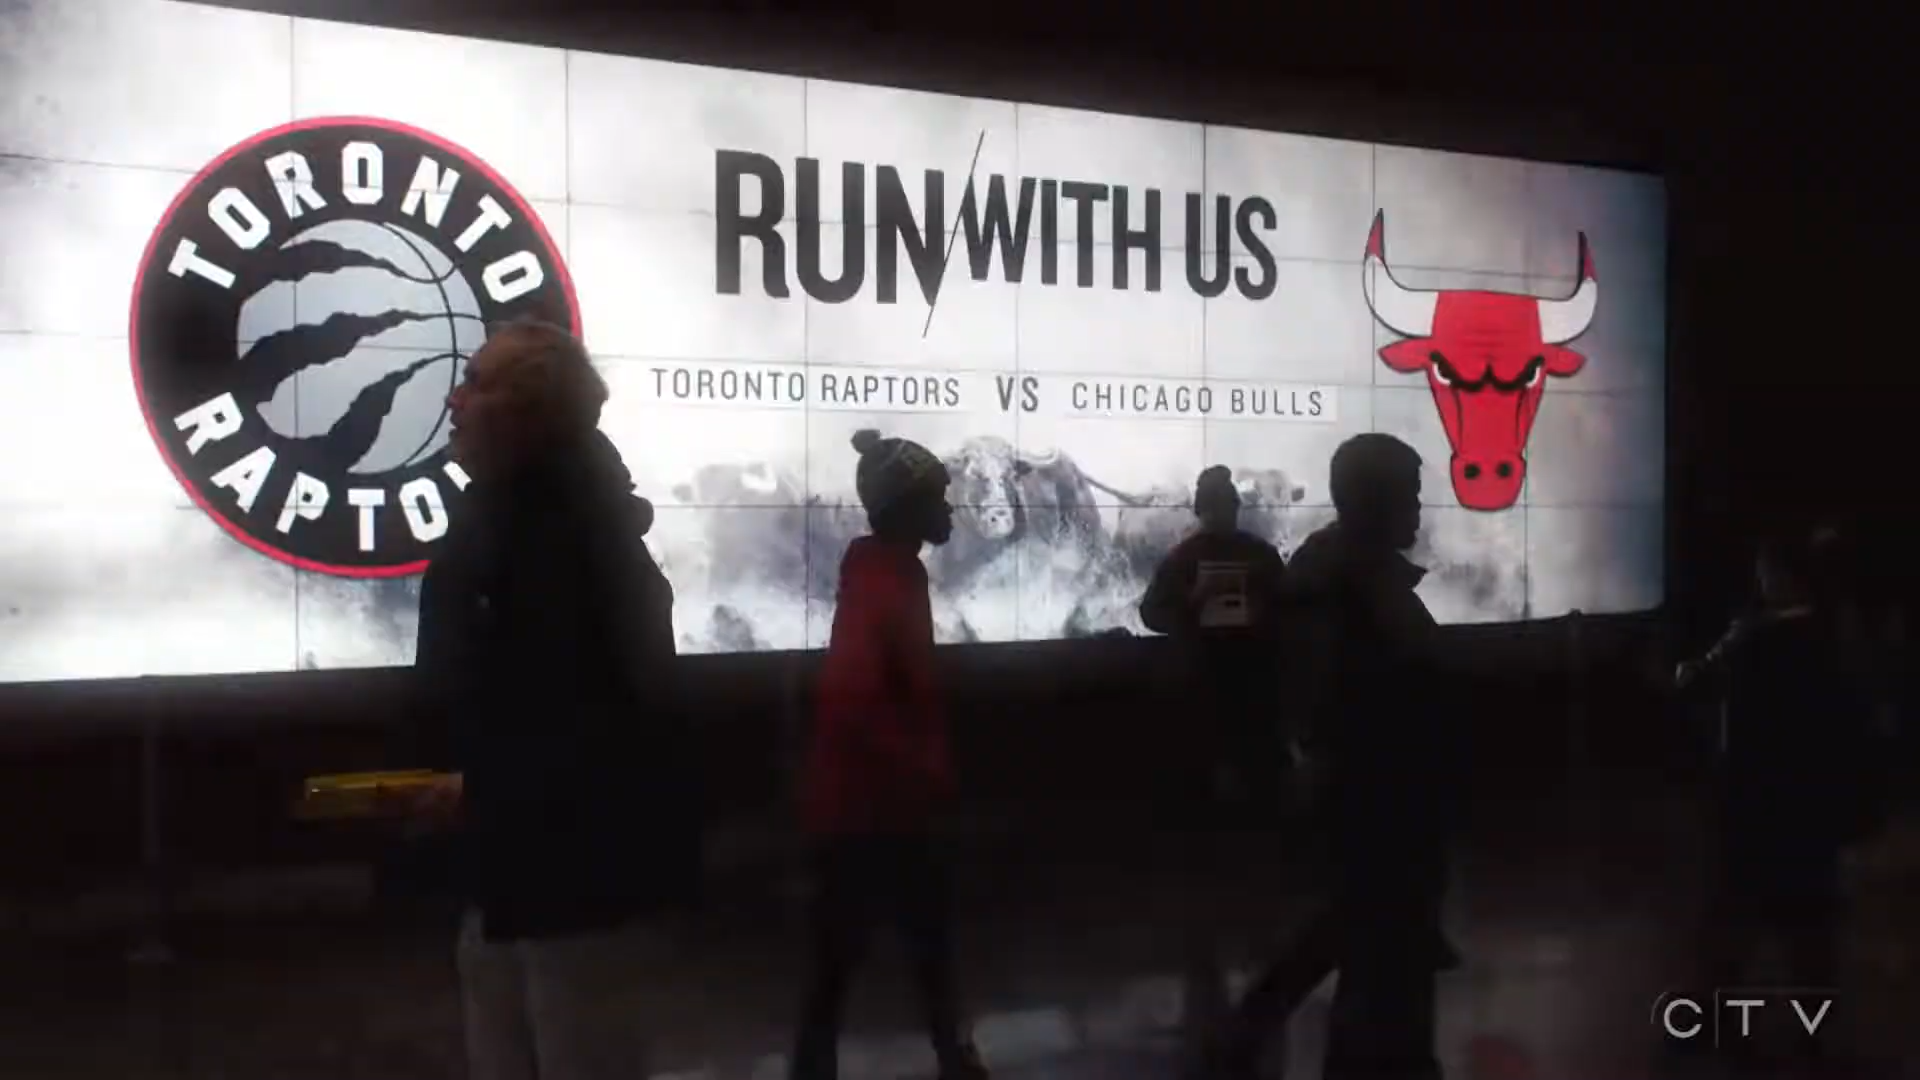 TORONTO
RAPTO
RUN WITH US
TORONTO RAPTORS VS CHICAGO BULLS
CTV